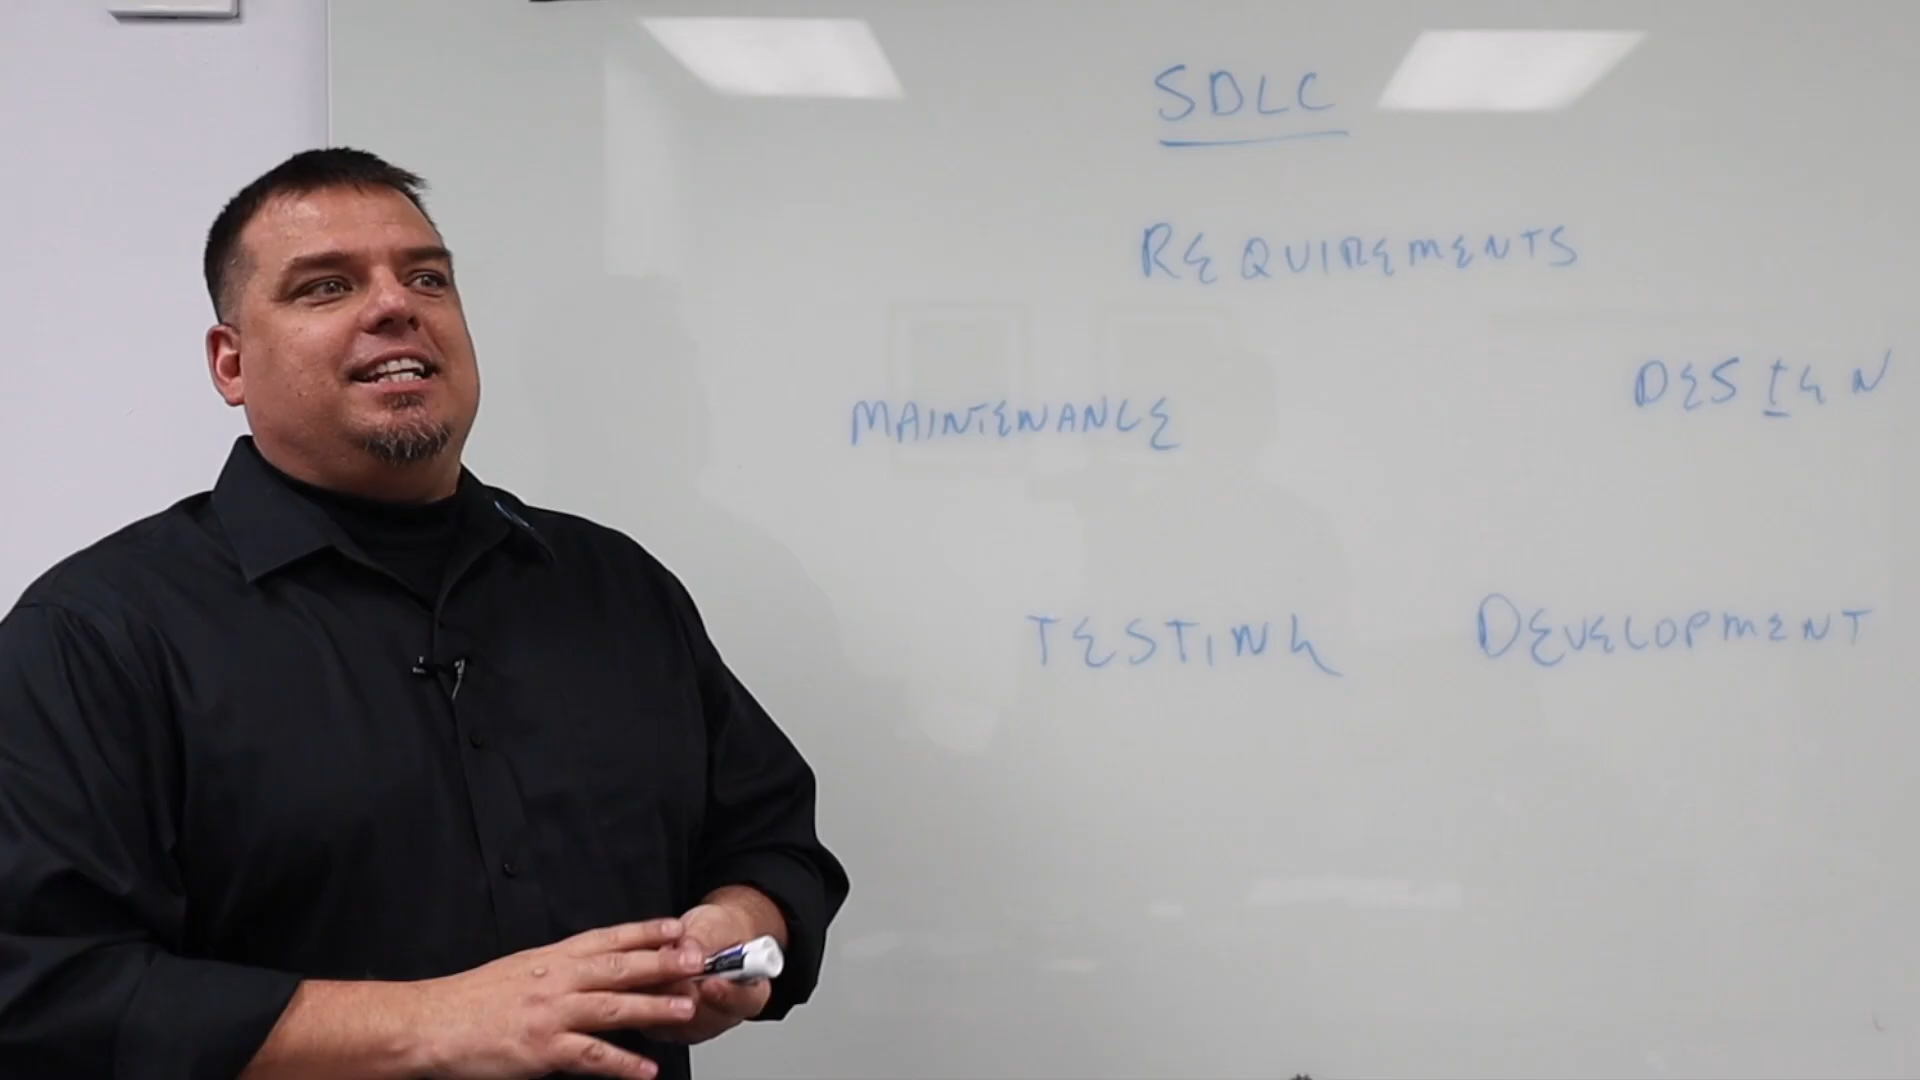 SDLC
REQUIREMENTS
DESIGN
MAINTENANCE
TESTING
DEVELOPMENT